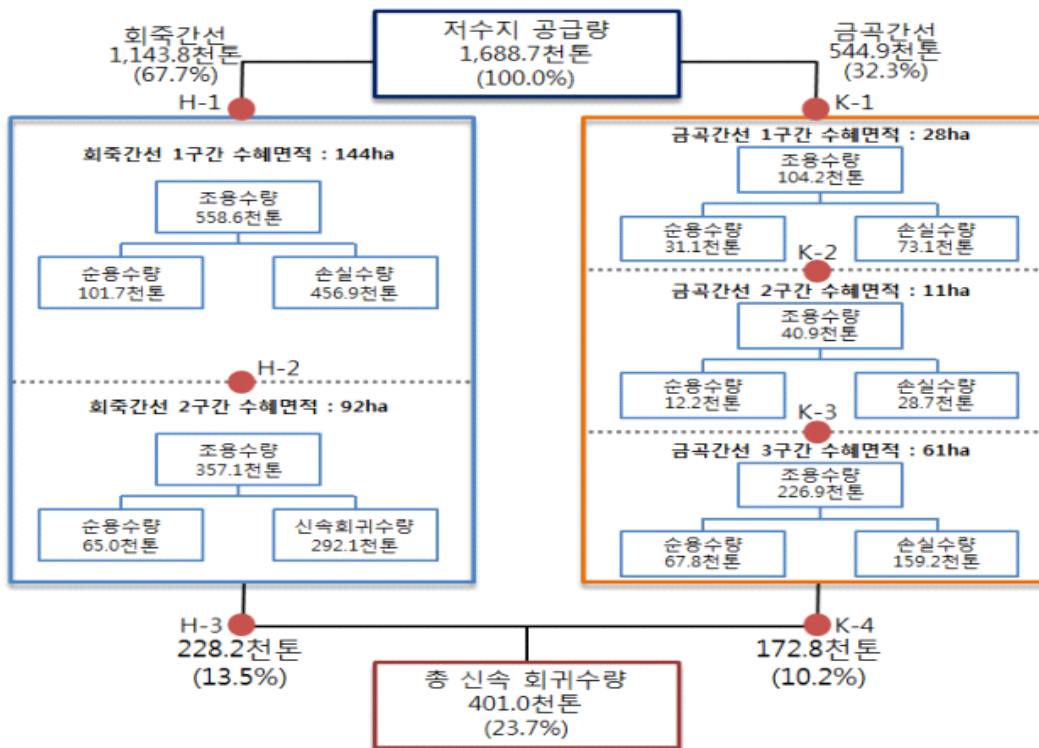 저수지 공급량
1,688.7천톤
(100.0%)
회죽간선
1,143.8천톤
(67.7%)
금곡간선
544.9천톤
(32.3%)
H-1
K-1
회죽간선 1구간 수혜면적 : 144ha
조용수량
558.6천톤
순용수량
101.7천톤
손실수량
456.9천톤
H-2
회죽간선 2구간 수혜면적 : 92ha
조용수량
357.1천톤
순용수량
65.0천톤
신속회귀수량
292.1천톤
금곡간선 1구간 수혜면적 : 28ha
조용수량
104.2천톤
순용수량
31.1천톤
손실수량
73.1천톤
K-2
금곡간선 2구간 수혜면적 : 11ha
조용수량
40.9천톤
순용수량
12.2천톤
손실수량
28.7천톤
K-3
금곡간선 3구간 수혜면적 : 61ha
조용수량
226.9천톤
순용수량
67.8천톤
손실수량
159.2천톤
H-3
228.2천톤
(13.5%)
K-4
172.8천톤
(10.2%)
총 신속 회귀수량
401.0천톤
(23.7%)